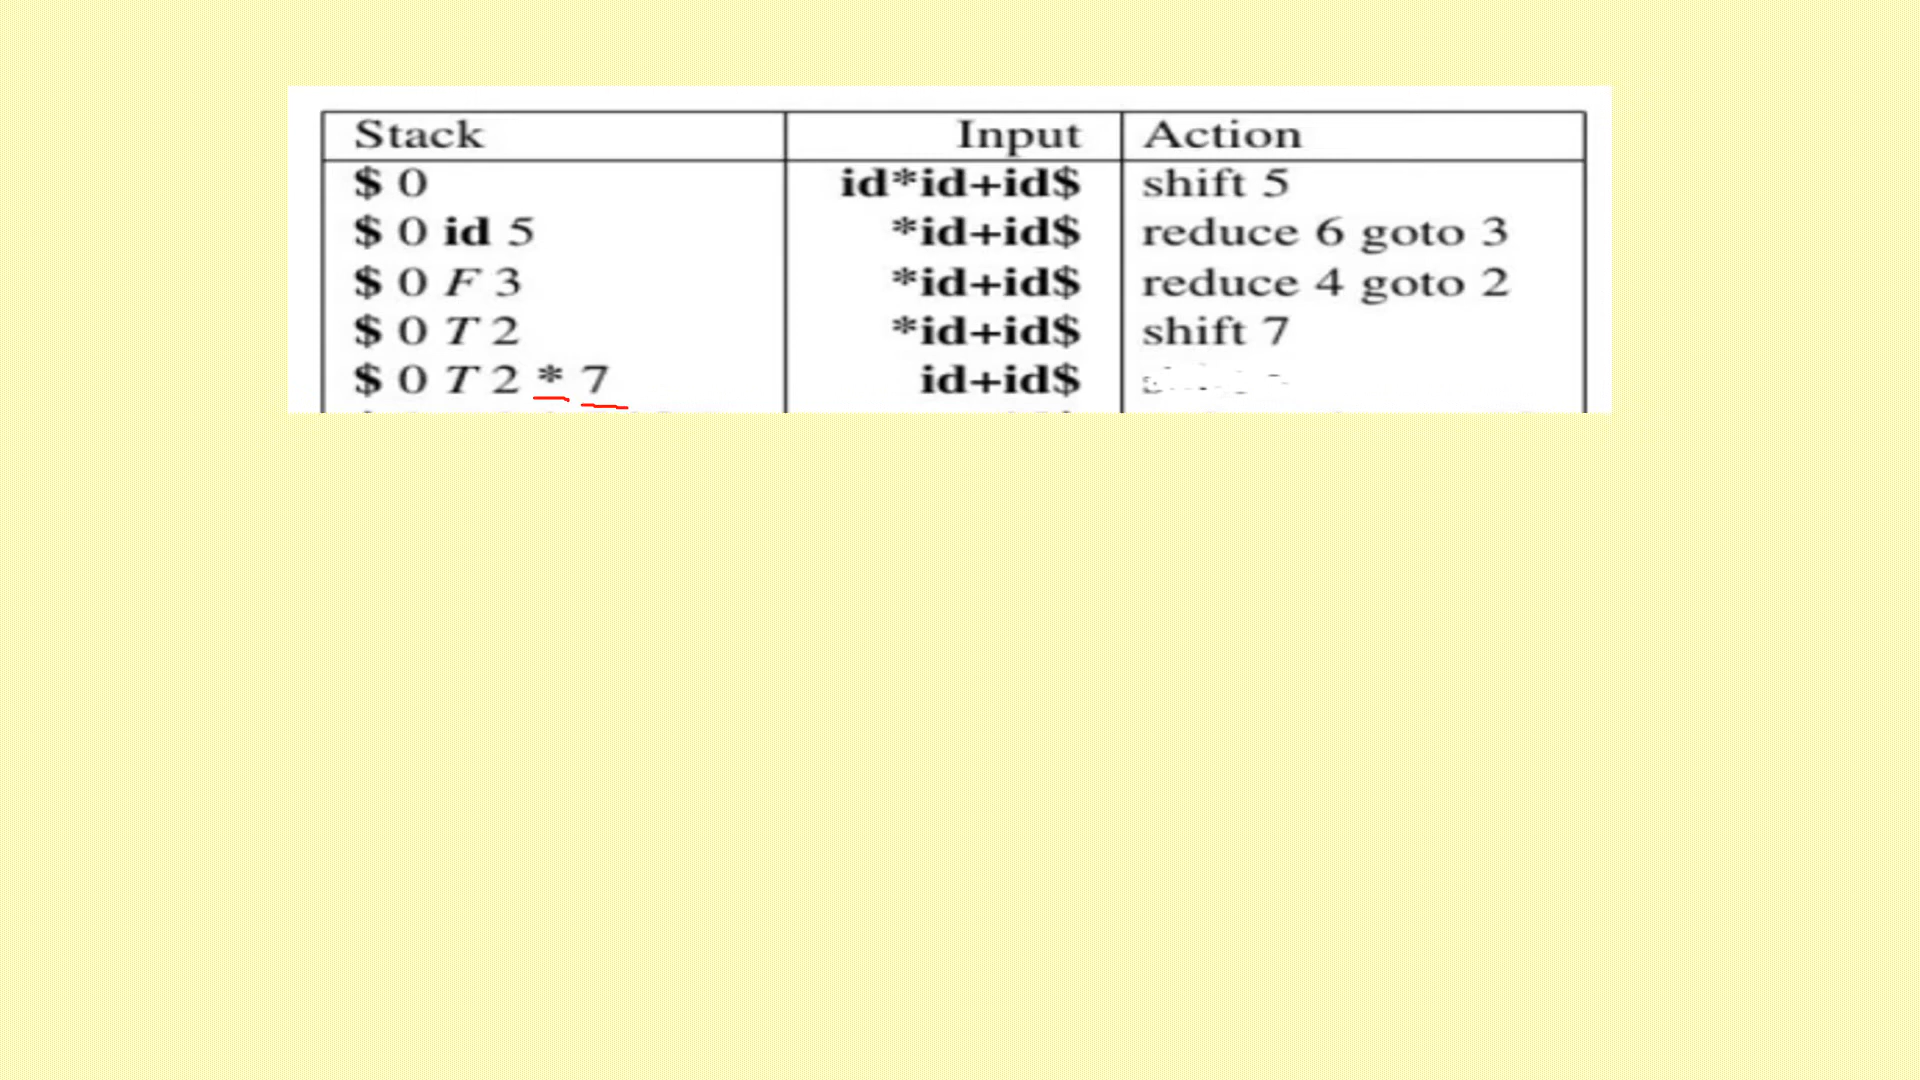 Stack Input Action
$ 0 id*id+id$ shift 5
$ 0 id 5 *id+id$ reduce 6 goto 3
$ 0 F 3 *id+id$ reduce 4 goto 2
$ 0 T 2 *id+id$ shift 7
$ 0 T 2 * 7 id+id$